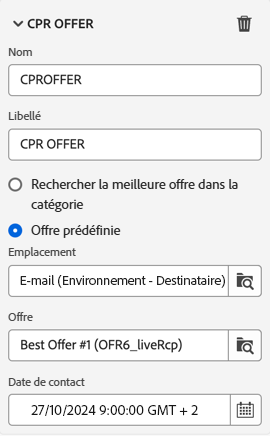 CPR OFFER
Nom
CPROFFER
Libellé
CPR OFFER
Rechercher la meilleure offre dans la
catégorie
Offre prédéfinie
Emplacement
E-mail (Environnement - Destinataire)
Offre
Best Offer #1 (OFR6_liveRcp)
Date de contact
27/10/2024 9:00:00 GMT + 2